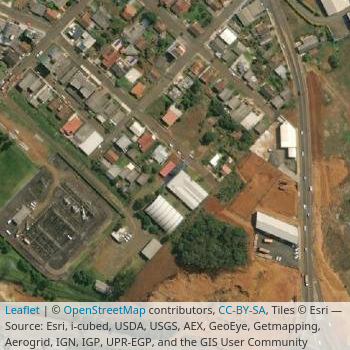 Leaflet | © OpenStreetMap contributors, CC-BY-SA, Tiles © Esri —
Source: Esri, i-cubed, USDA, USGS, AEX, GeoEye, Getmapping,
Aerogrid, IGN, IGP, UPR-EGP, and the GIS User Community